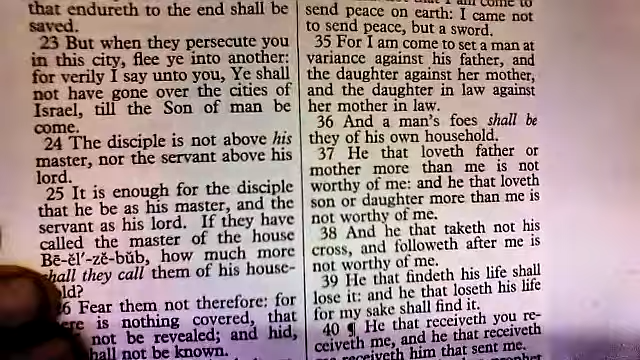 that endureth to the end shall be
saved.
23 But when they persecute you
in this city, flee ye into another:
for verily I say unto you, Ye shall
not have gone over the cities of
Israel, till the Son of man be
come.
24 The disciple is not above his
master, nor the servant above his
lord.
25 It is enough for the disciple
that he be as his master, and the
servant as his lord. If they have
called the master of the house
Bē-ĕl′-zĕ-bŭb, how much more
shall they call them of his house-
old?
26 Fear them not therefore: for
ere is nothing covered, that
not be revealed; and hid,
hall not be known.
I am come to
send peace on earth: I came not
to send peace, but a sword.
35 For I am come to set a man at
variance against his father, and
the daughter against her mother,
and the daughter in law against
her mother in law.
36 And a man's foes shall be
they of his own household.
37 He that loveth father or
mother more than me is not
worthy of me: and he that loveth
son or daughter more than me is
not worthy of me.
38 And he that taketh not his
cross, and followeth after me is
not worthy of me.
39 He that findeth his life shall
lose it: and he that loseth his life
for my sake shall find it.
40 ¶ He that receiveth you re-
ceiveth me, and he that receiveth
me receiveth him that sent me.